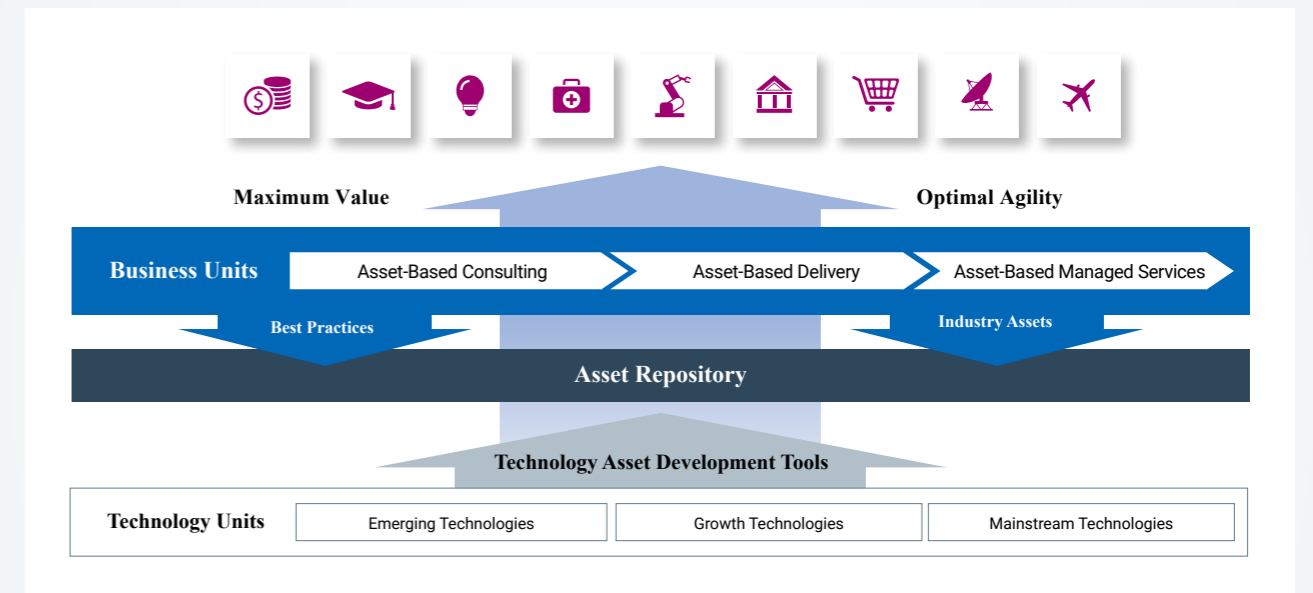 Maximum Value
Optimal Agility
Business Units
Asset-Based Consulting
Asset-Based Delivery
Asset-Based Managed Services
Best Practices
Industry Assets
Asset Repository
Technology Asset Development Tools
Technology Units
Emerging Technologies
Growth Technologies
Mainstream Technologies